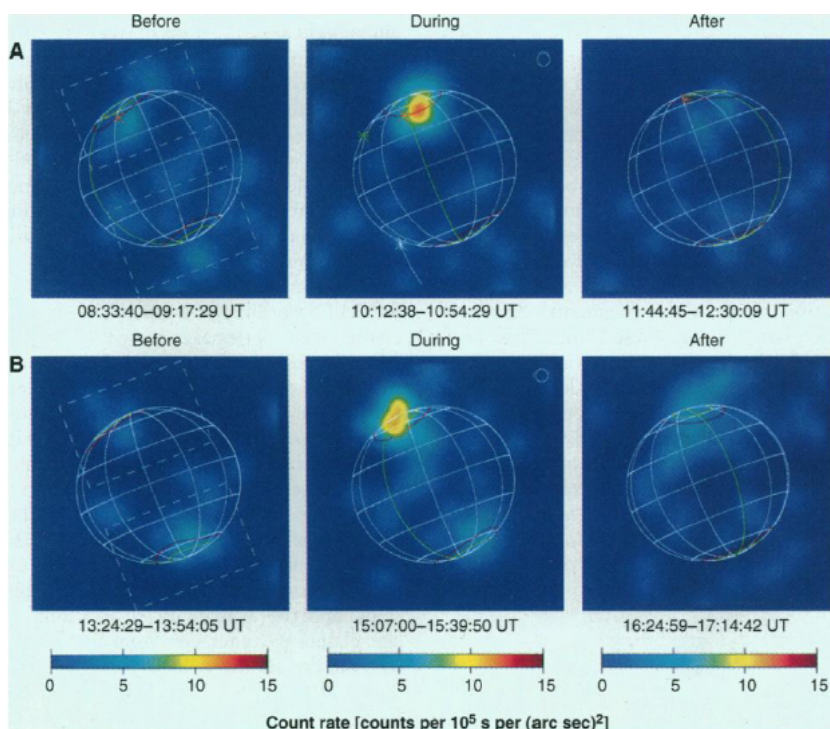 Before During After
A
08:33:40–09:17:29 UT 10:12:38–10:54:29 UT 11:44:45–12:30:09 UT
Before During After
B
13:24:29–13:54:05 UT 15:07:00–15:39:50 UT 16:24:59–17:14:42 UT
0 5 10 15 0 5 10 15 0 5 10 15
Count rate [counts per 10⁵ s per (arc sec)²]